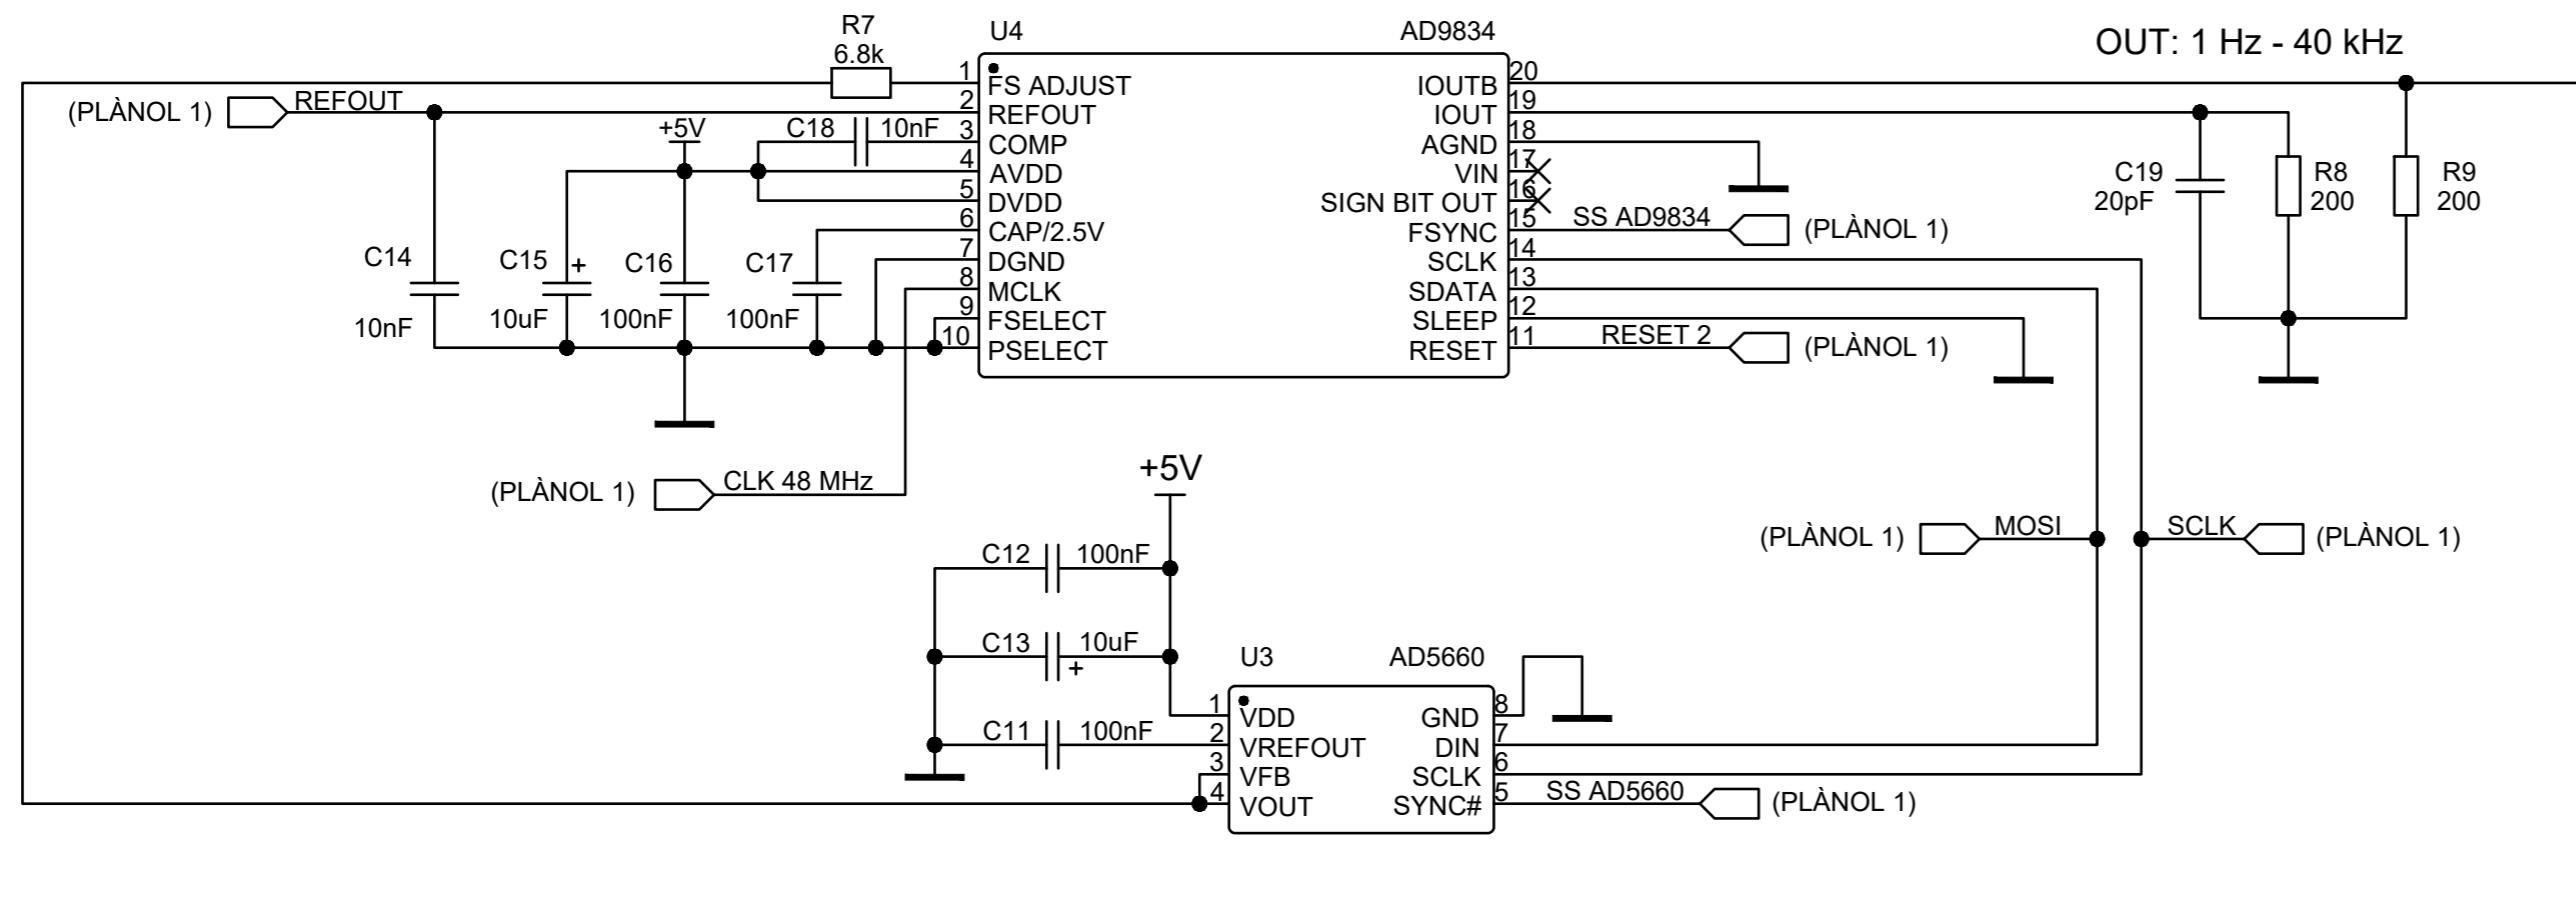 R7
6.8k
U4
AD9834
OUT: 1 Hz - 40 kHz
(PLÀNOL 1)
REFOUT
+5V
C18
10nF
1
2
3
4
5
6
7
8
9
10
FS ADJUST
REFOUT
COMP
AVDD
DVDD
CAP/2.5V
DGND
MCLK
FSELECT
PSELECT
IOUTB
IOUT
AGND
VIN
SIGN BIT OUT
FSYNC
SCLK
SDATA
SLEEP
RESET
20
19
18
17
16
15
14
13
12
11
SS AD9834
(PLÀNOL 1)
RESET 2
(PLÀNOL 1)
C19
20pF
R8
200
R9
200
C14
10nF
C15
+
10uF
C16
100nF
C17
100nF
(PLÀNOL 1)
CLK 48 MHz
+5V
C12
100nF
C13
10uF
+
C11
100nF
(PLÀNOL 1)
MOSI
SCLK
(PLÀNOL 1)
U3
AD5660
1
2
3
4
VDD
VREFOUT
VFB
VOUT
GND
DIN
SCLK
SYNC#
8
7
6
5
SS AD5660
(PLÀNOL 1)